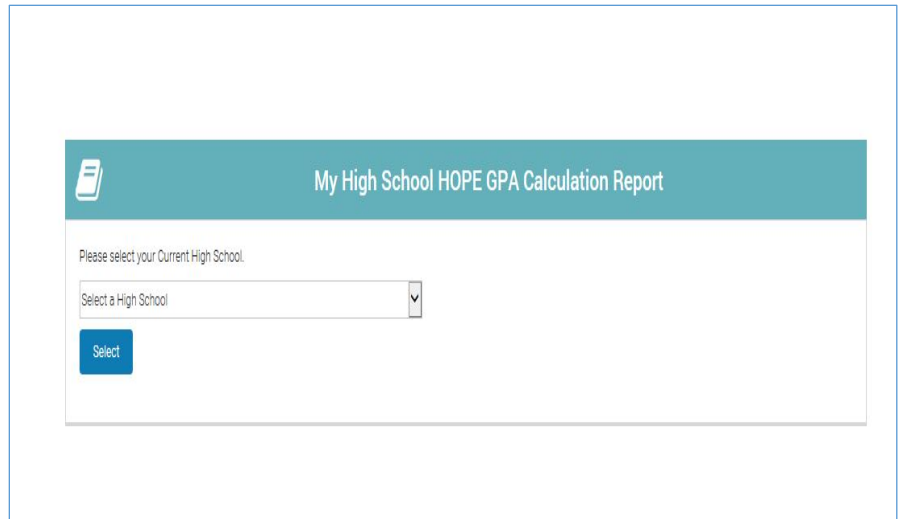 My High School HOPE GPA Calculation Report
Please select your Current High School.
Select a High School
Select